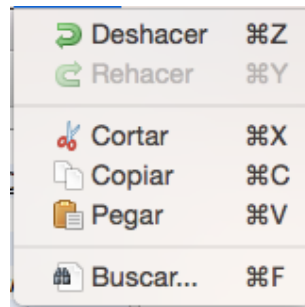 Deshacer ⌘Z
Rehacer ⌘Y
Cortar ⌘X
Copiar ⌘C
Pegar ⌘V
Buscar... ⌘F